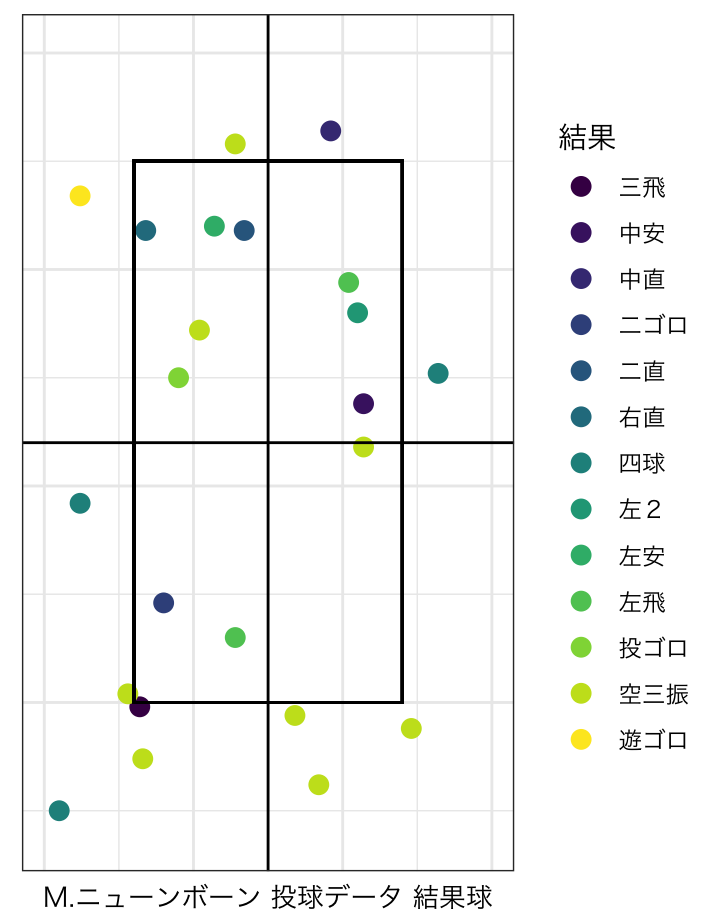 結果
三飛
中安
中直
二ゴロ
二直
右直
四球
左２
左安
左飛
投ゴロ
空三振
遊ゴロ
M.ニューンボーン 投球データ 結果球